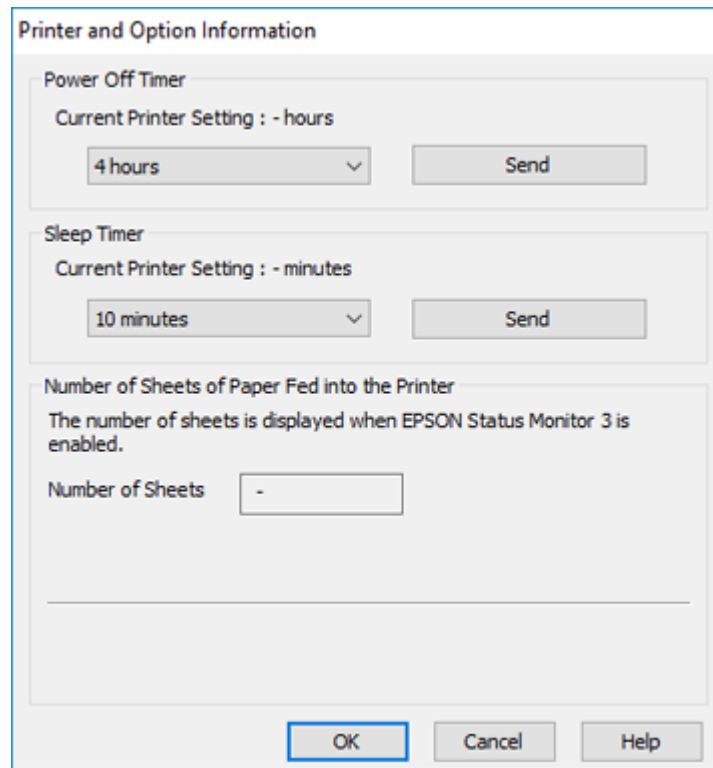 Printer and Option Information
Power Off Timer
Current Printer Setting : - hours
4 hours
Send
Sleep Timer
Current Printer Setting : - minutes
10 minutes
Send
Number of Sheets of Paper Fed into the Printer
The number of sheets is displayed when EPSON Status Monitor 3 is
enabled.
Number of Sheets -
OK Cancel Help